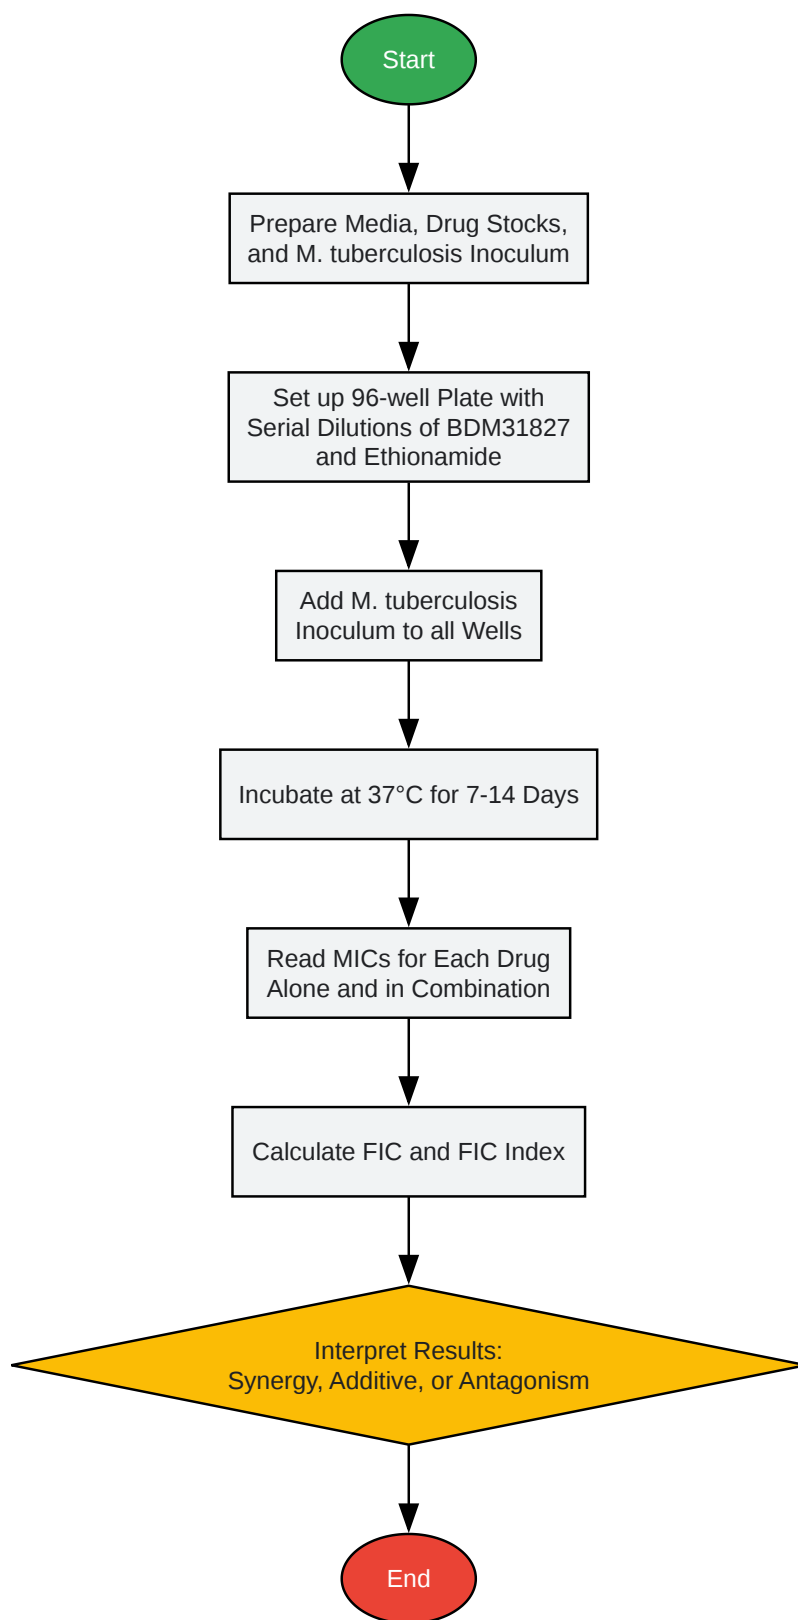 Start
Prepare Media, Drug Stocks,
and M. tuberculosis Inoculum
Set up 96-well Plate with
Serial Dilutions of BDM31827
and Ethionamide
Add M. tuberculosis
Inoculum to all Wells
Incubate at 37°C for 7-14 Days
Read MICs for Each Drug
Alone and in Combination
Calculate FIC and FIC Index
Interpret Results:
Synergy, Additive, or Antagonism
End